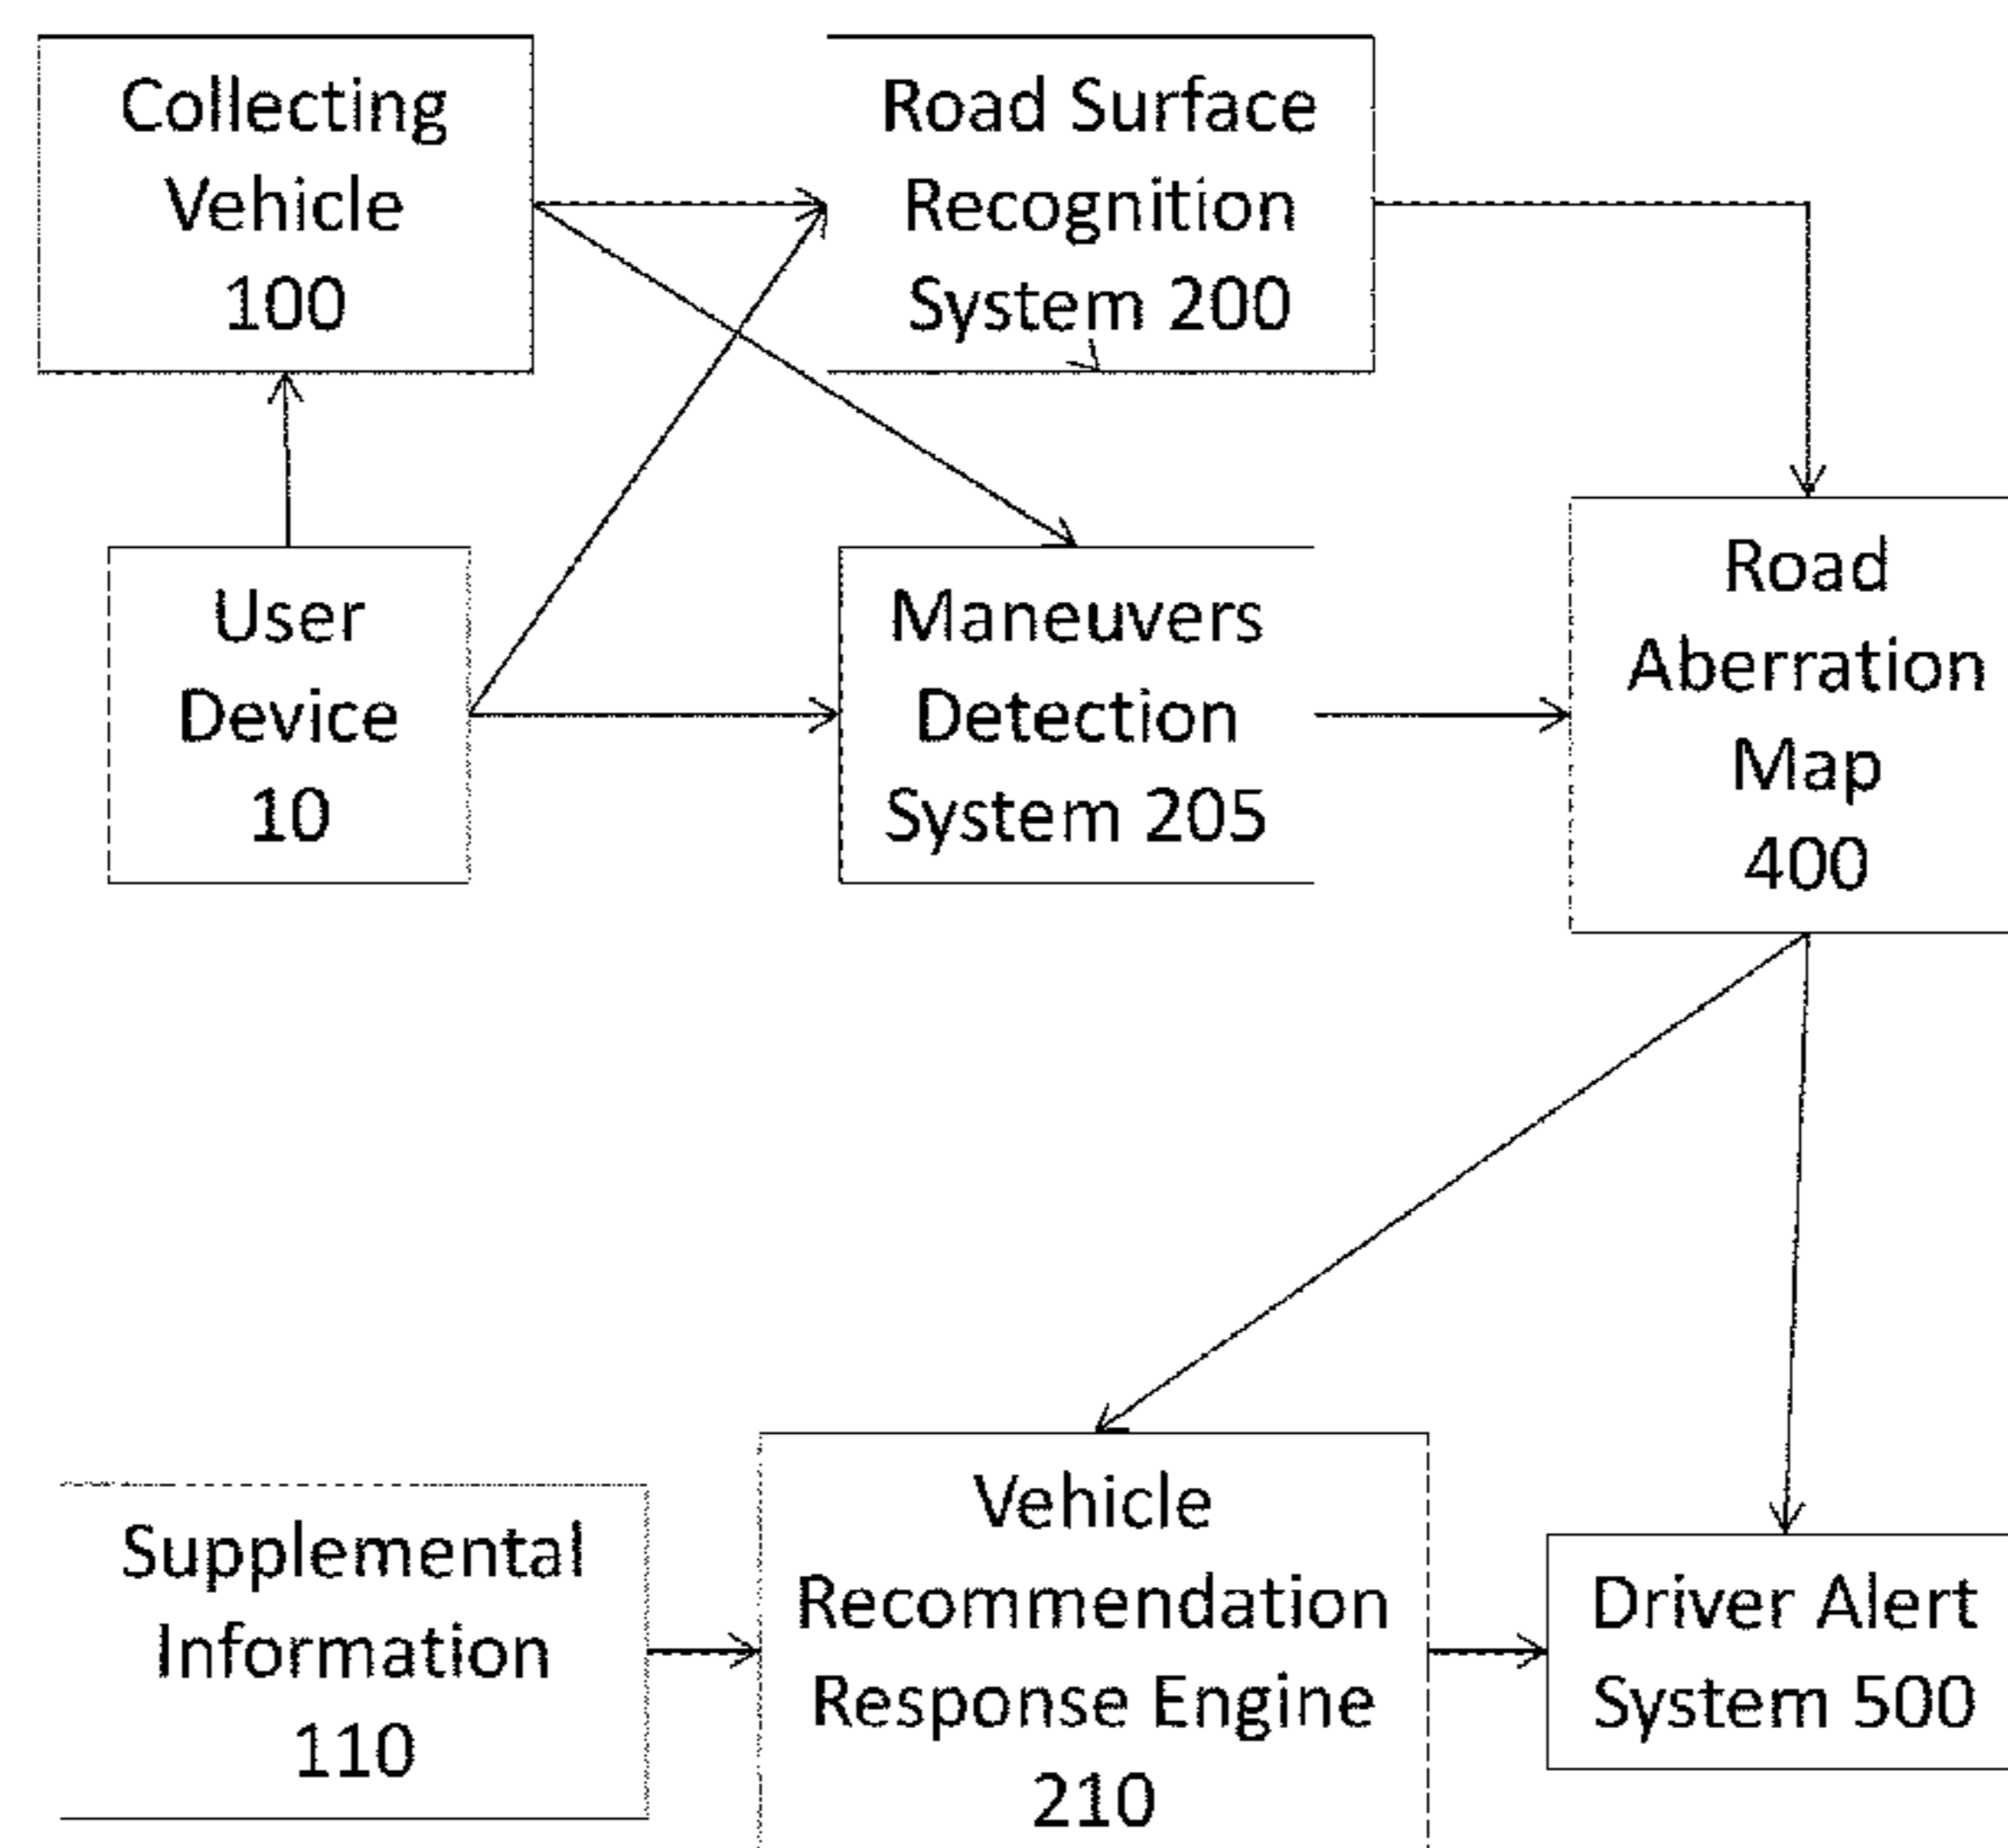 Collecting
Vehicle
100
Road Surface
Recognition
System 200
User
Device
10
Maneuvers
Detection
System 205
Road
Aberration
Map
400
Supplemental
Information
110
Vehicle
Recommendation
Response Engine
210
Driver Alert
System 500